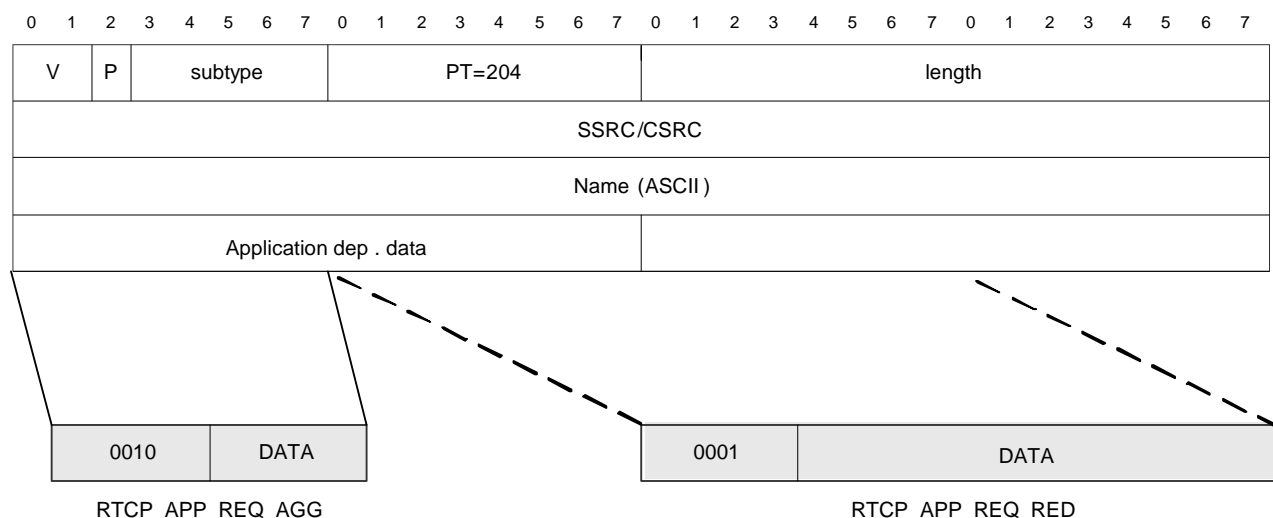 0 1 2 3 4 5 6 7 0 1 2 3 4 5 6 7 0 1 2 3 4 5 6 7 0 1 2 3 4 5 6 7
V P subtype PT=204 length
SSRC/CSRC
Name (ASCII)
Application dep . data
0010 DATA 0001 DATA
RTCP APP REQ AGG RTCP APP REQ RED